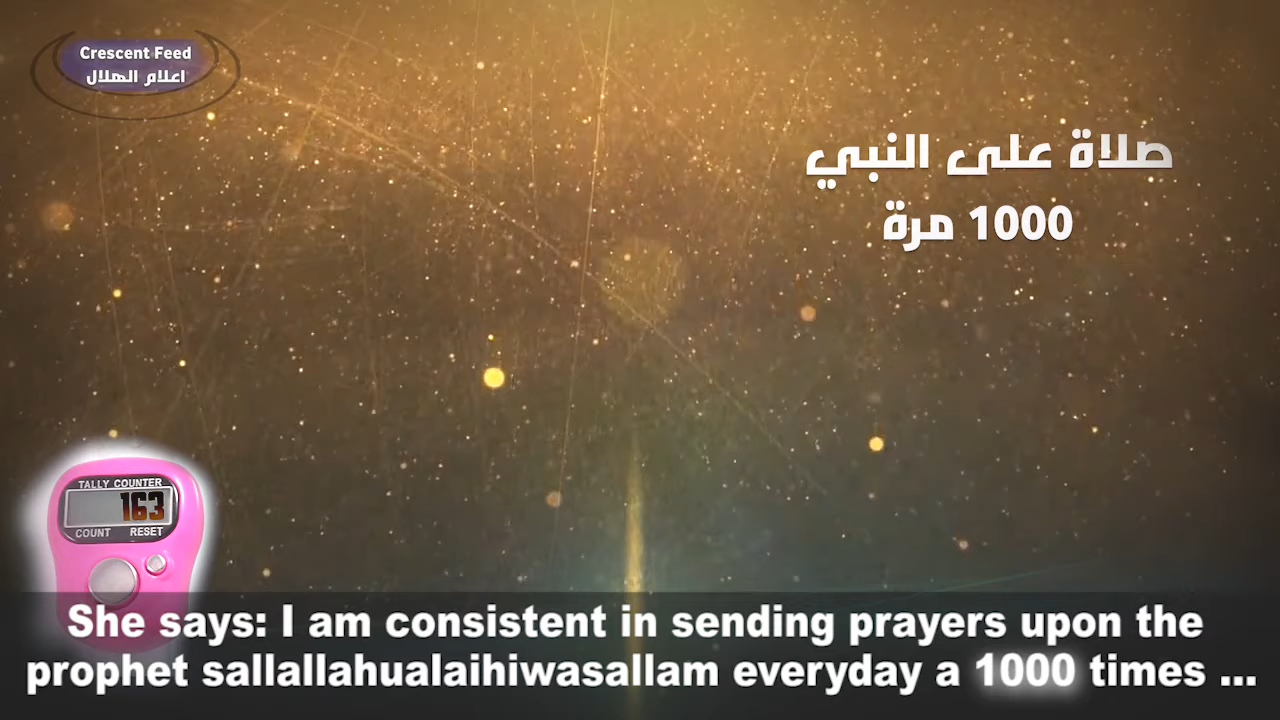 Crescent Feed
اعلام الهلال
صلاة على النبي
1000 مرة
TALLY COUNTER
163
COUNT RESET
She says: I am consistent in sending prayers upon the
prophet sallallahualaihiwasallam everyday a 1000 times ...